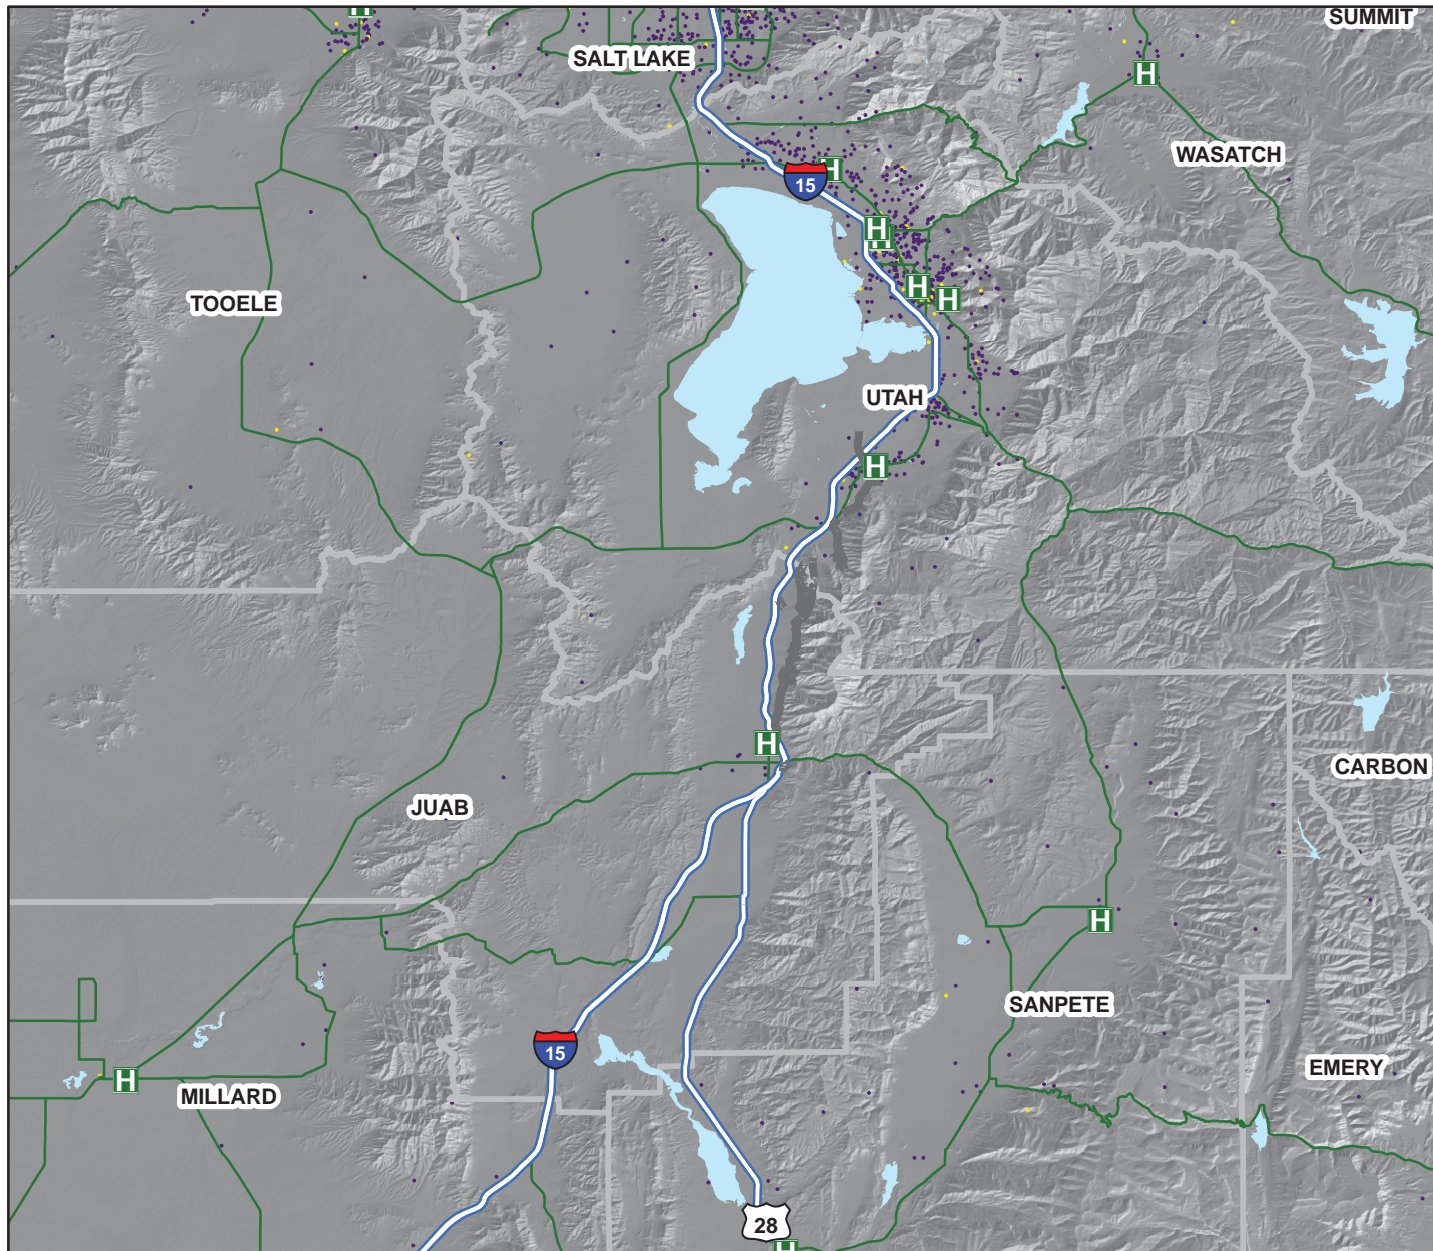 H
SUMMIT
SALT LAKE
H
WASATCH
H
15
H
H
H
H
TOOELE
UTAH
H
H
CARBON
JUAB
H
SANPETE
15
EMERY
H
MILLARD
28
H